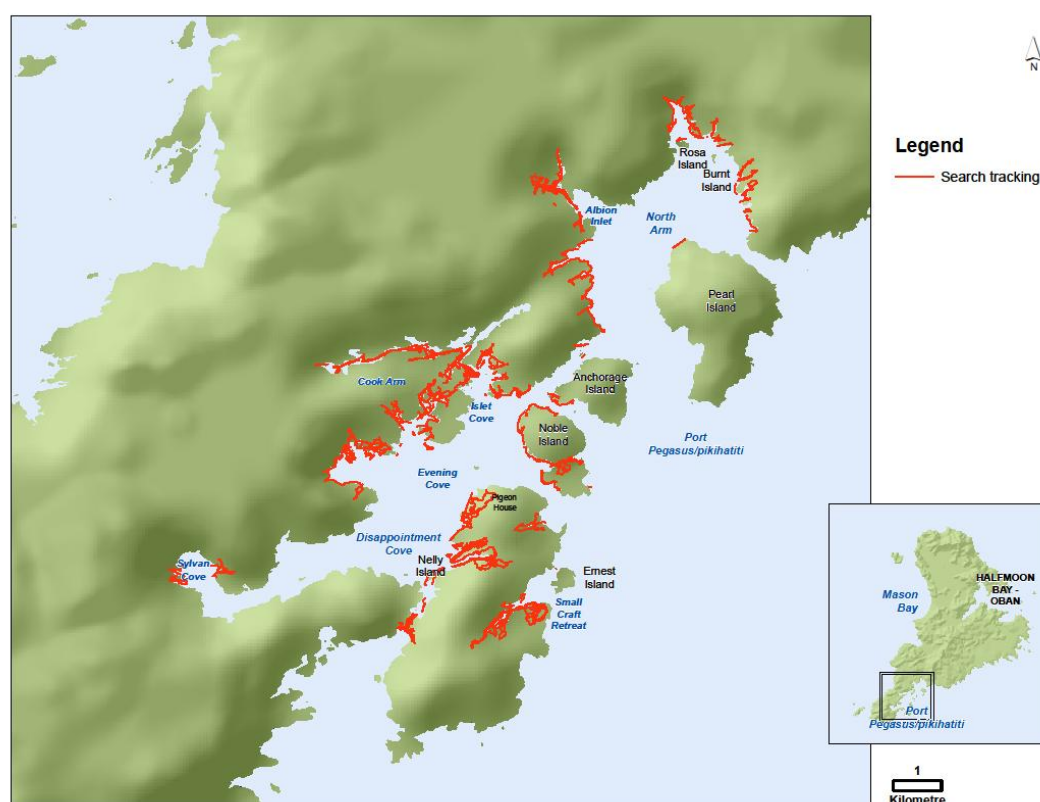 N
Legend
Search tracking
Rosa
Island
Burnt
Island
Albion
Inlet
North
Arm
Pearl
Island
Cook Arm
Anchorage
Island
Islet
Cove
Noble
Island
Port
Pegasus/pikihatiti
Evening
Cove
Pigeon
House
Disappointment
Cove
Nelly
Island
Sylvan
Cove
Ernest
Island
Small
Craft
Retreat
HALFMOON
BAY -
OBAN
Mason
Bay
Port
Pegasus/pikihatiti
1
Kilometre